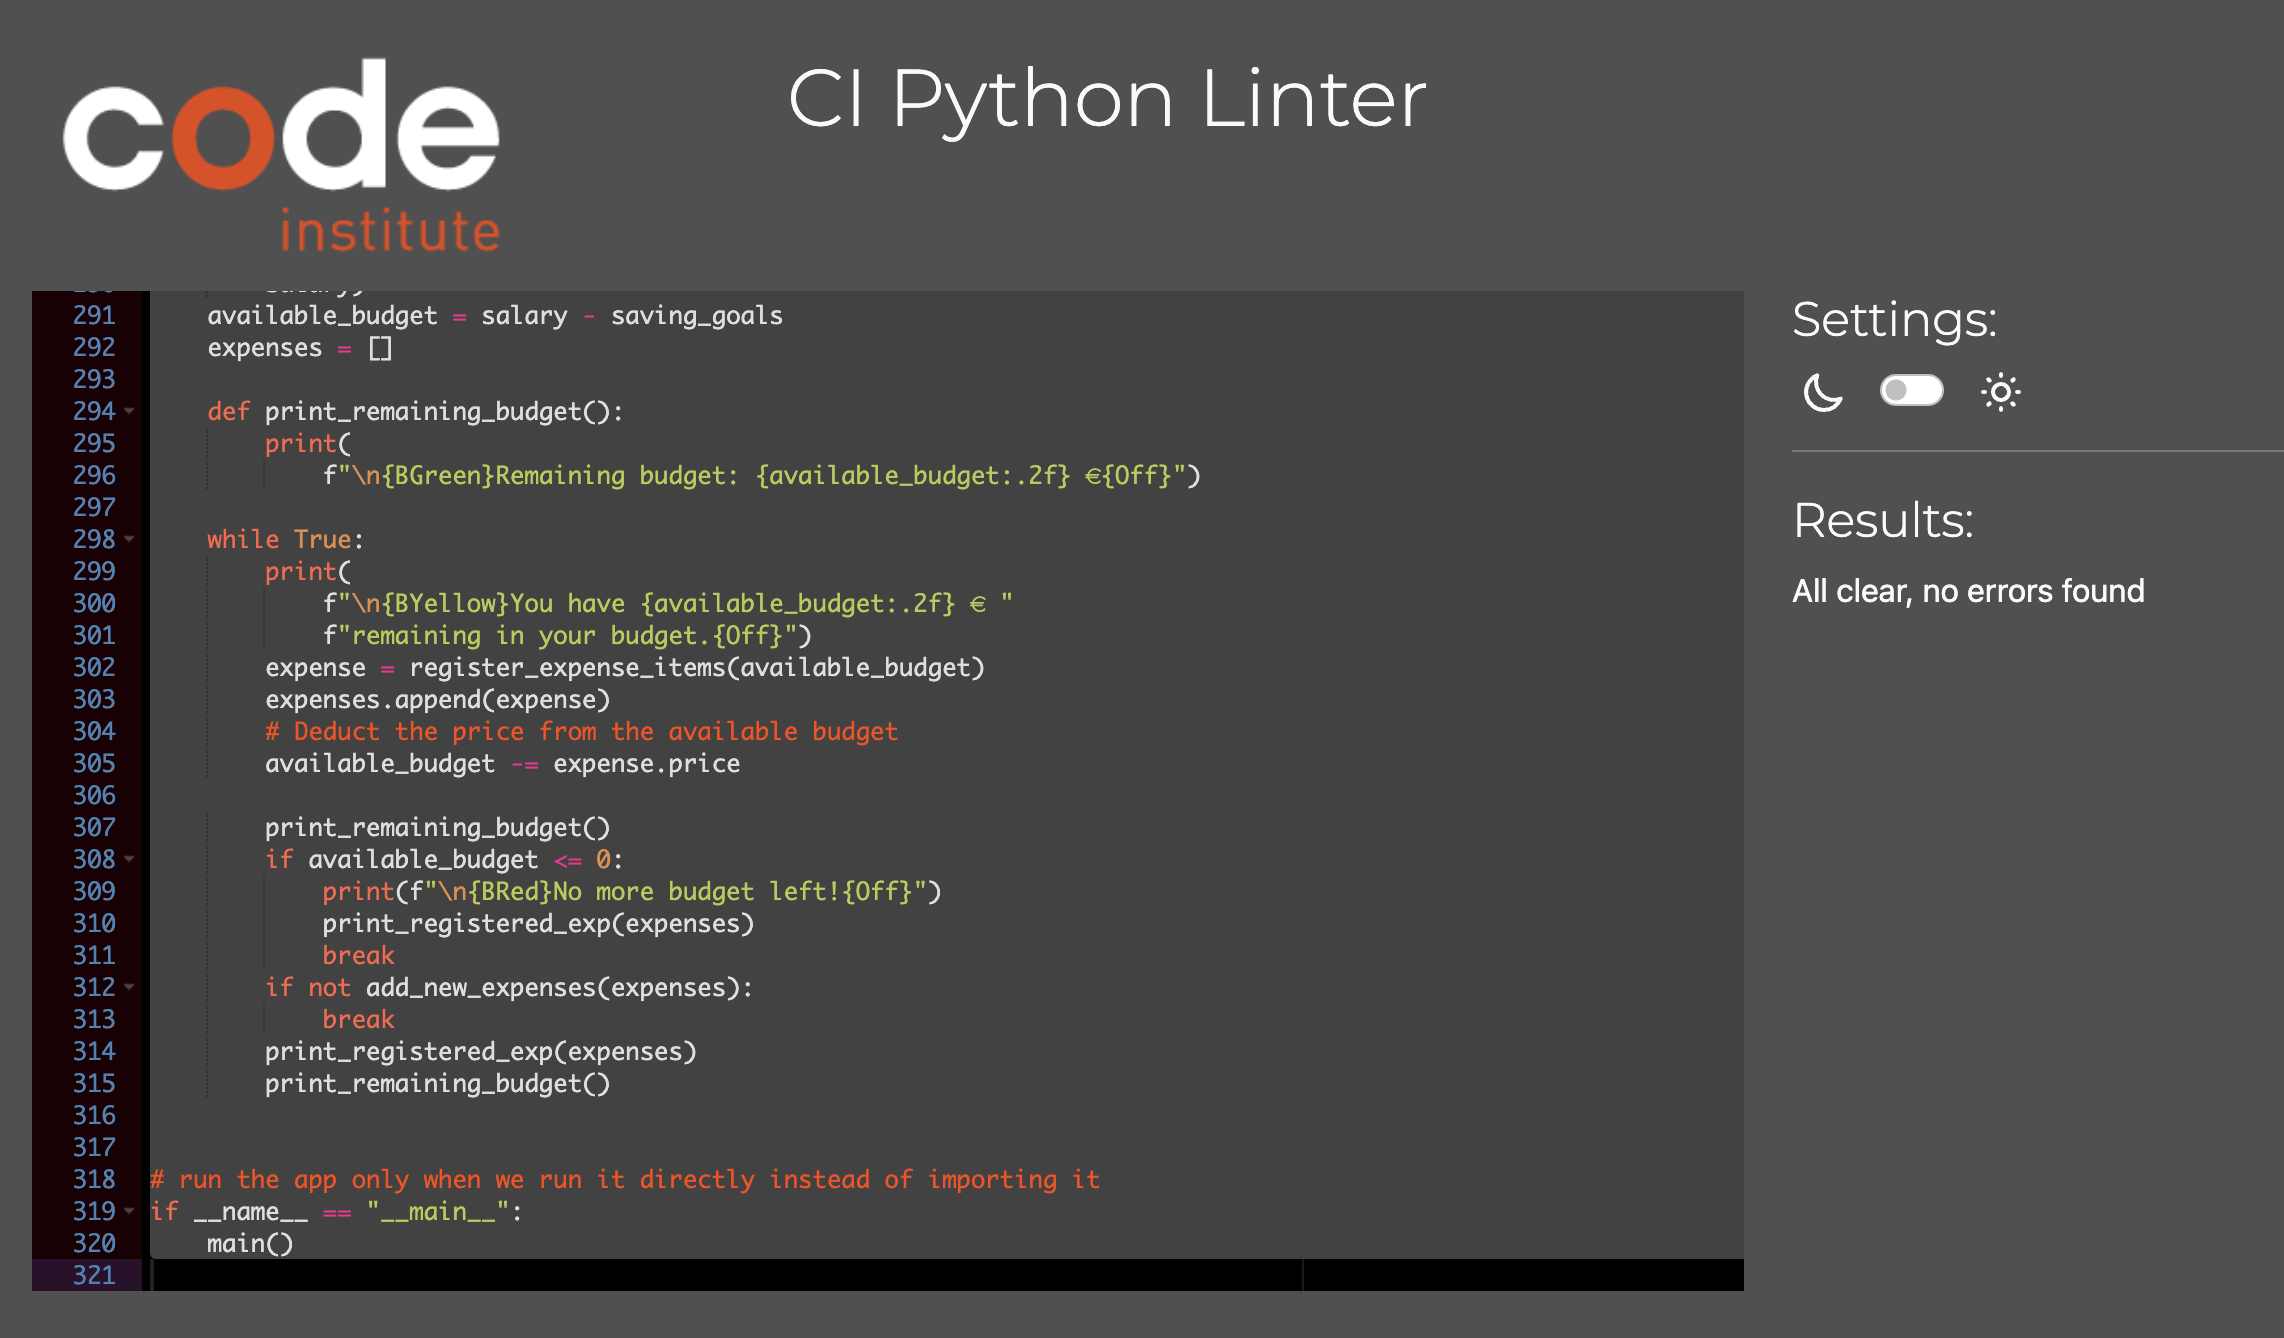 code
institute
CI Python Linter
291 available_budget = salary - saving_goals
292 expenses = []
293
294 def print_remaining_budget():
295 print(
296 f"\n{BGreen}Remaining budget: {available_budget:.2f} €{Off}")
297
298 while True:
299 print(
300 f"\n{BYellow}You have {available_budget:.2f} € "
301 f"remaining in your budget.{Off}")
302 expense = register_expense_items(available_budget)
303 expenses.append(expense)
304 # Deduct the price from the available budget
305 available_budget -= expense.price
306
307 print_remaining_budget()
308 if available_budget <= 0:
309 print(f"\n{BRed}No more budget left!{Off}")
310 print_registered_exp(expenses)
311 break
312 if not add_new_expenses(expenses):
313 break
314 print_registered_exp(expenses)
315 print_remaining_budget()
316
317
318 # run the app only when we run it directly instead of importing it
319 if __name__ == "__main__":
320 main()
321
Settings:
Results:
All clear, no errors found